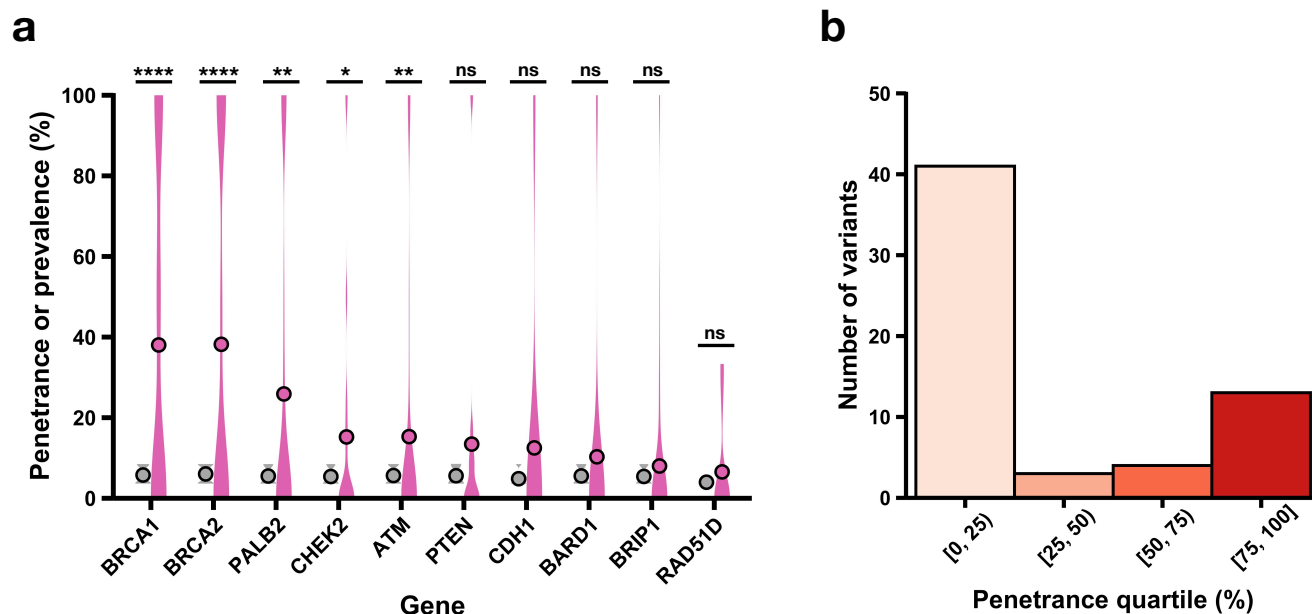 a
**** **** ** * ** ns ns ns ns
100
80
60
40
20
0
ns
Penetrance or prevalence (%)
BRCA1 BRCA2 PALB2 CHEK2 ATM PTEN CDH1 BARD1 BRIP1 RAD51D
Gene
b
50
40
30
20
10
0
Number of variants
[0, 25) [25, 50) [50, 75) [75, 100]
Penetrance quartile (%)